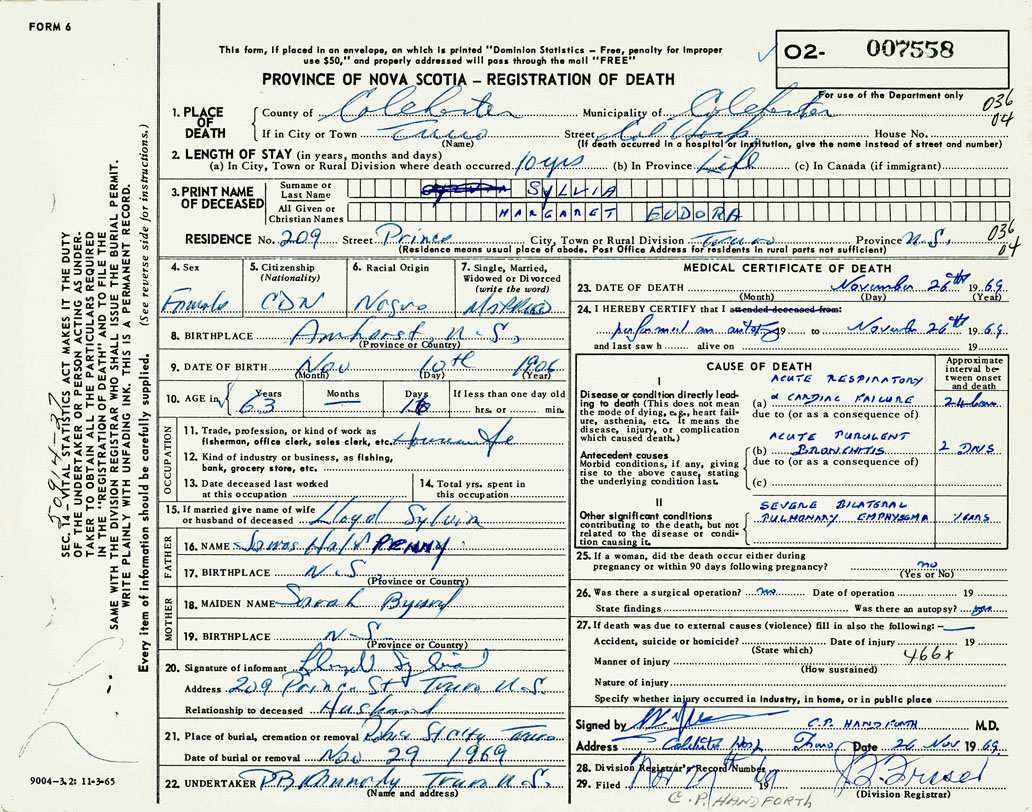 FORM 6
This form, if placed in an envelope, on which is printed "Dominion Statistics – Free, penalty for improper
use $50," and properly addressed will pass through the mail "FREE"
PROVINCE OF NOVA SCOTIA – REGISTRATION OF DEATH
✓ O2- 007558
For use of the Department only
036
04
1. PLACE OF DEATH
County of Colchester Municipality of Colchester
If in City or Town Truro Street Col Hosp House No.
(Name) (If death occurred in a hospital or institution, give the name instead of street and number)
2. LENGTH OF STAY (in years, months and days)
(a) In City, Town or Rural Division where death occurred 10 yrs (b) In Province Life (c) In Canada (if immigrant)
3. PRINT NAME OF DECEASED
Surname or Last Name SYLVIA
All Given or Christian Names MARGARET EUDORA
RESIDENCE No. 209 Street Prince City, Town or Rural Division Truro Province N.S.
(Residence means usual place of abode. Post Office Address for residents in rural parts not sufficient)
036
04
4. Sex Female
5. Citizenship (Nationality) CDN
6. Racial Origin Negro
7. Single, Married, Widowed or Divorced (write the word) Married
8. BIRTHPLACE Amherst, N-S,
(Province or Country)
9. DATE OF BIRTH Nov 10th 1906
(Month) (Day) (Year)
10. AGE in Years 63 Months — Days If less than one day old hrs. or min.
OCCUPATION
11. Trade, profession, or kind of work as fisherman, office clerk, sales clerk, etc. Housewife
12. Kind of industry or business, as fishing, bank, grocery store, etc.
13. Date deceased last worked at this occupation
14. Total yrs. spent in this occupation
15. If married give name of wife or husband of deceased Lloyd Sylvia
FATHER
16. NAME Half PENNY
17. BIRTHPLACE N.S.
(Province or Country)
MOTHER
18. MAIDEN NAME Sarah
19. BIRTHPLACE N-S.
(Province or Country)
20. Signature of informant Lloyd Sylvia
Address 209 Prince St Truro N.S.
Relationship to deceased Husband
21. Place of burial, cremation or removal Truro
Date of burial or removal Nov 29 1969
22. UNDERTAKER Truro N.S.
(Name and address)
MEDICAL CERTIFICATE OF DEATH
23. DATE OF DEATH November 26th 1969
(Month) (Day) (Year)
24. I HEREBY CERTIFY that I attended deceased from:
performed an autopsy 19 to November 26th 1969
and last saw h alive on 19
CAUSE OF DEATH
Approximate interval between onset and death
I
Disease or condition directly leading to death (This does not mean the mode of dying, e.g., heart failure, asthenia, etc. It means the disease, injury, or complication which caused death.)
(a) ACUTE RESPIRATORY & CARDIAC FAILURE 24 hours
due to (or as a consequence of)
Antecedent causes
Morbid conditions, if any, giving rise to the above cause, stating the underlying condition last.
(b) ACUTE PURULENT BRONCHITIS 2 DAYS
due to (or as a consequence of)
(c)
II
Other significant conditions contributing to the death, but not related to the disease or condition causing it.
SEVERE BILATERAL PULMONARY EMPHYSEMA YEARS
25. If a woman, did the death occur either during pregnancy or within 90 days following pregnancy? no
(Yes or No)
26. Was there a surgical operation? no Date of operation 19
State findings Was there an autopsy? yes
27. If death was due to external causes (violence) fill in also the following: –
Accident, suicide or homicide? Date of injury 19
(State which) 466x
Manner of injury
(How sustained)
Nature of injury
Specify whether injury occurred in industry, in home, or in public place
Signed by C.P. HANDFORTH M.D.
Address Colchester Hosp Truro Date 26 Nov 1969.
28. Division Registrar's Record Number
29. Filed Nov 27 1969
(Division Registrar)
C.P. HANDFORTH
SEC. 14 – VITAL STATISTICS ACT MAKES IT THE DUTY
OF THE UNDERTAKER OR PERSON ACTING AS UNDER-
TAKER TO OBTAIN ALL THE PARTICULARS REQUIRED
IN THE "REGISTRATION OF DEATH" AND TO FILE THE
SAME WITH THE DIVISION REGISTRAR WHO SHALL ISSUE THE BURIAL PERMIT.
WRITE PLAINLY WITH UNFADING INK. THIS IS A PERMANENT RECORD.
Every item of information should be carefully supplied. (See reverse side for instructions.)
9004-3.2: 11-3-65